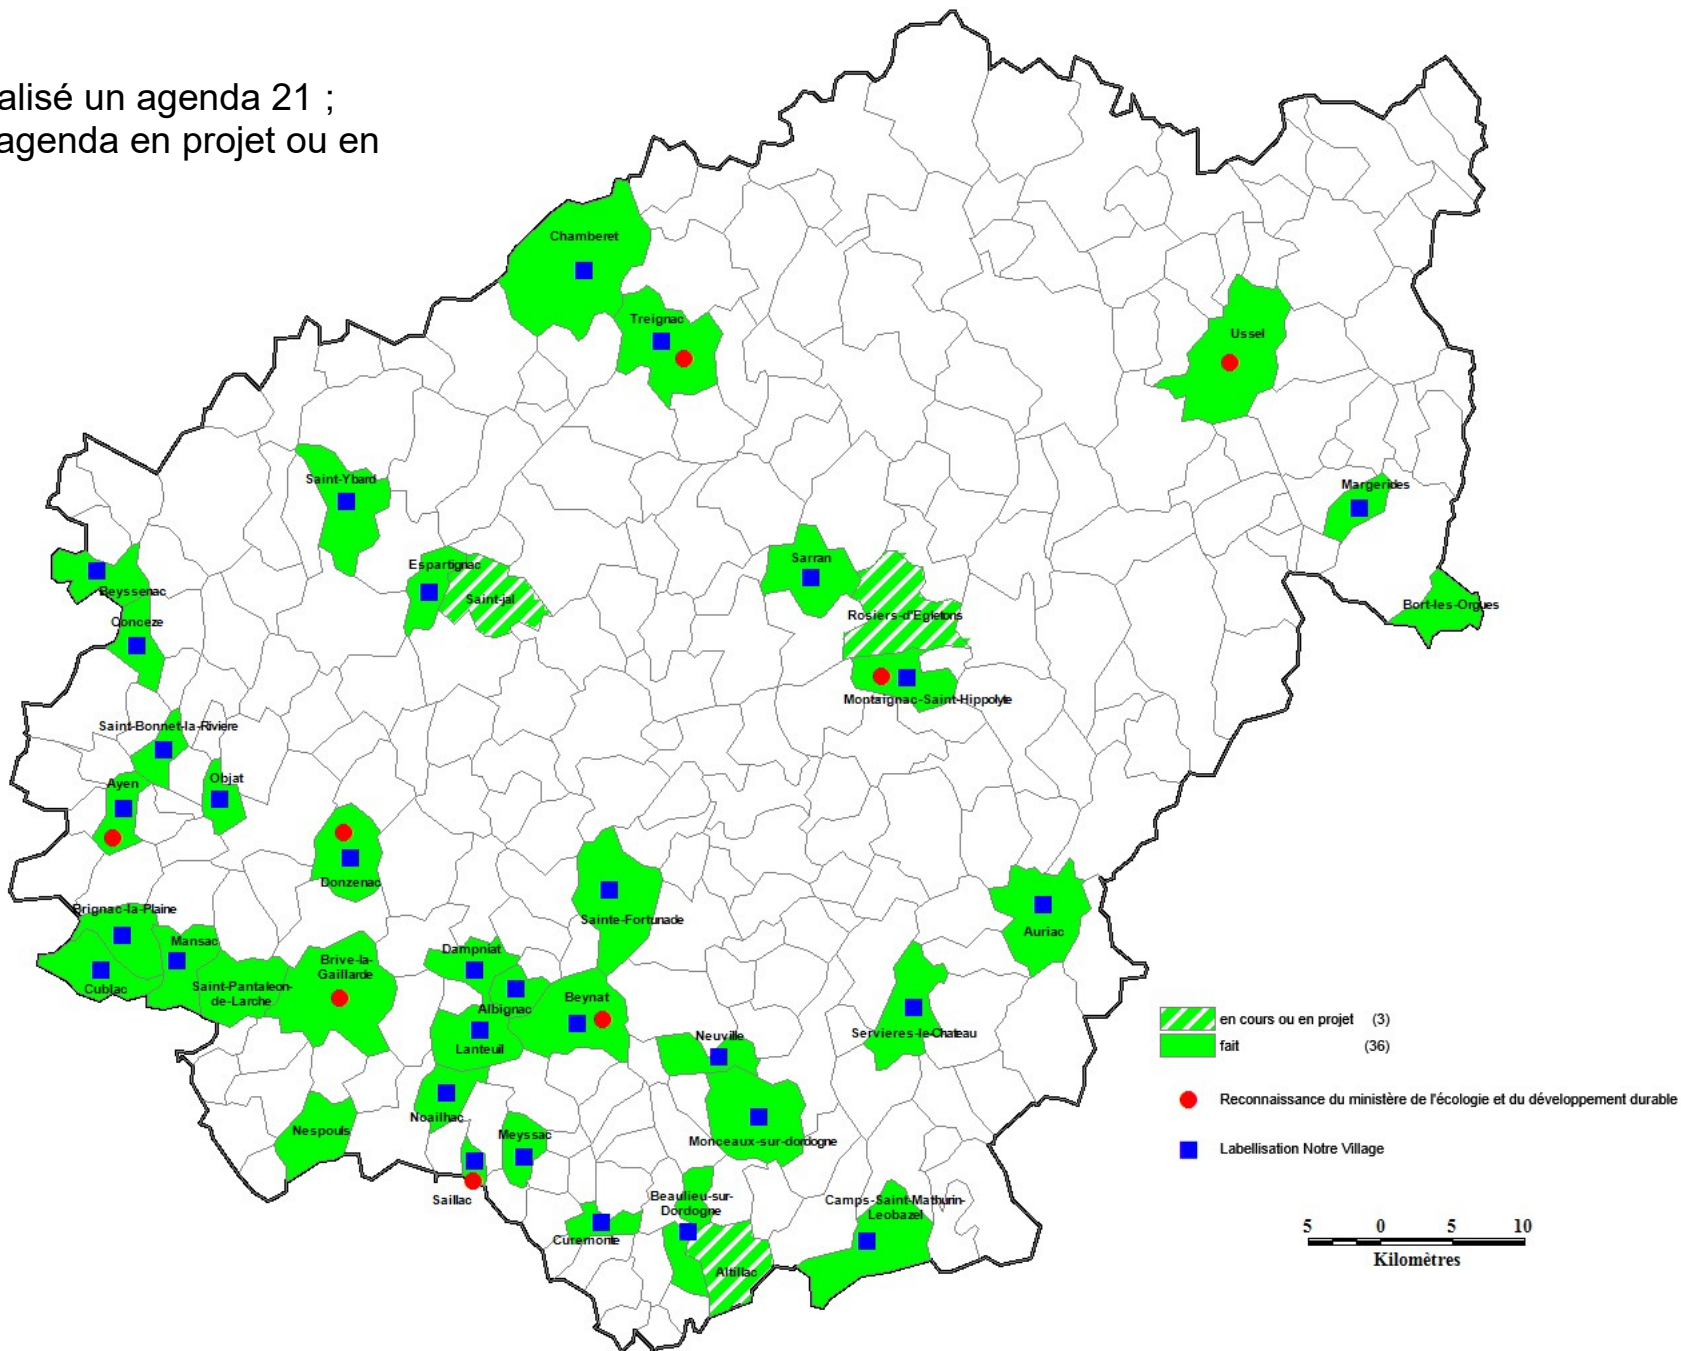 alisé un agenda 21 ;
agenda en projet ou en
Chamberet
Treignac
Ussel
Saint-Ybard
Margerides
Espartignac
Saint-jal
Sarran
Rosiers-d'Egletons
Beyssenac
Conceze
Bort-les-Orgues
Montaignac-Saint-Hippolyte
Saint-Bonnet-la-Riviere
Ayen
Objat
Donzenac
Sainte-Fortunade
Brignac-la-Plaine
Mansac
Cublac
Saint-Pantaleon-
de-Larche
Brive-la-
Gaillarde
Dampniat
Albignac
Lanteuil
Beynat
Auriac
Servieres-le-Chateau
Neuville
Noailhac
Nespouls
Meyssac
Monceaux-sur-dordogne
Saillac
Curemonte
Beaulieu-sur-
Dordogne
Altillac
Camps-Saint-Mathurin-
Leobazel
en cours ou en projet (3)
fait (36)
Reconnaissance du ministère de l'écologie et du développement durable
Labellisation Notre Village
5 0 5 10
Kilomètres